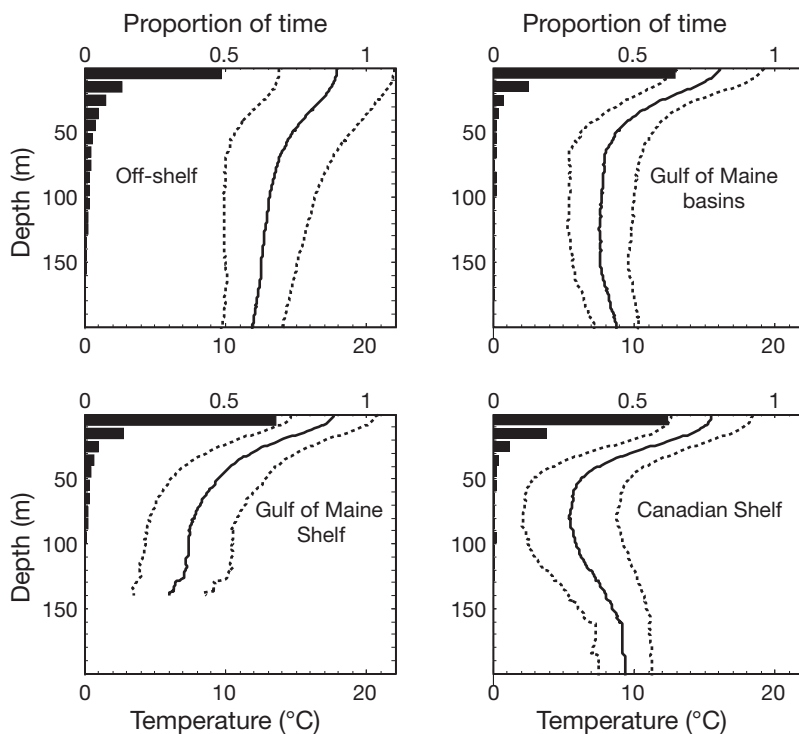 Proportion of time
Proportion of time
0 0.5 1
0 0.5 1
50
100
150
Depth (m)
Off-shelf
0 10 20
50
100
150
Gulf of Maine
basins
0 10 20
0 0.5 1
0 0.5 1
50
100
150
Depth (m)
Gulf of Maine
Shelf
0 10 20
Temperature (°C)
50
100
150
Canadian Shelf
0 10 20
Temperature (°C)